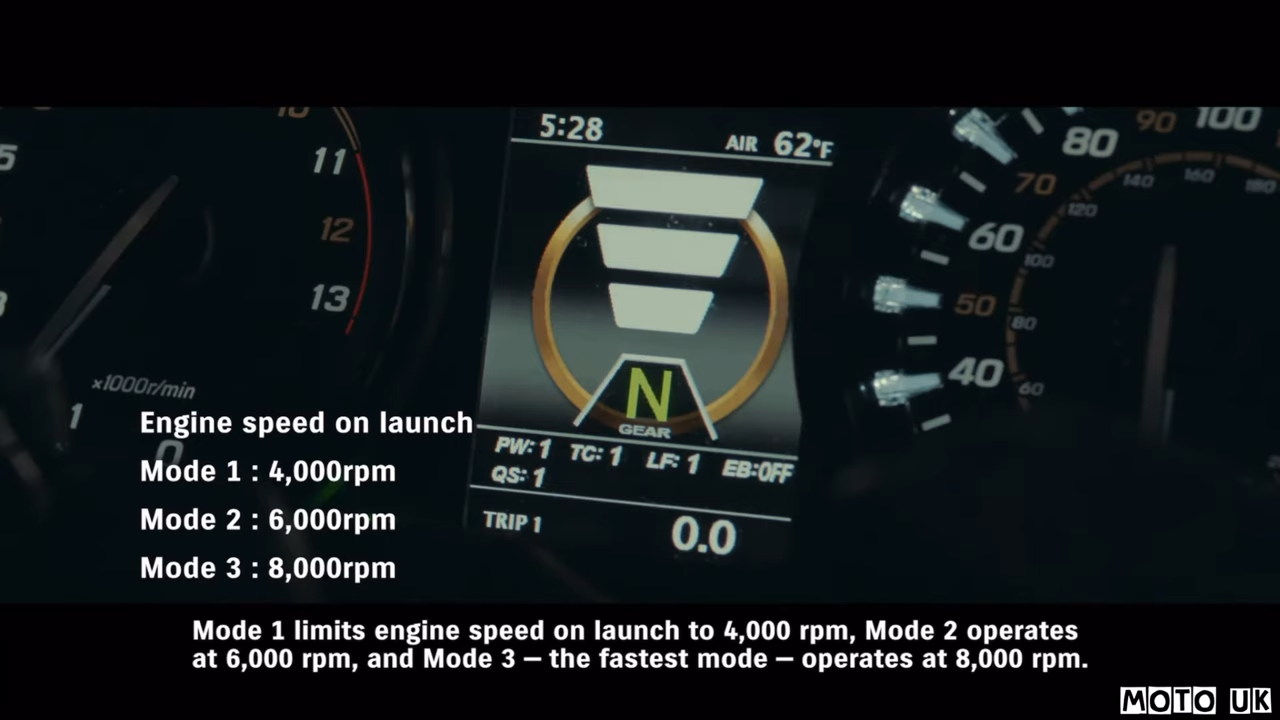 5:28
AIR 62°F
11
12
13
x1000r/min
1
0
N
GEAR
PW:1 TC:1 LF:1 EB:OFF
QS:1
TRIP 1 0.0
100
90
80
70
60
50
40
180
160
140
120
100
80
60
Engine speed on launch
Mode 1 : 4,000rpm
Mode 2 : 6,000rpm
Mode 3 : 8,000rpm
Mode 1 limits engine speed on launch to 4,000 rpm, Mode 2 operates
at 6,000 rpm, and Mode 3 – the fastest mode – operates at 8,000 rpm.
MOTO UK